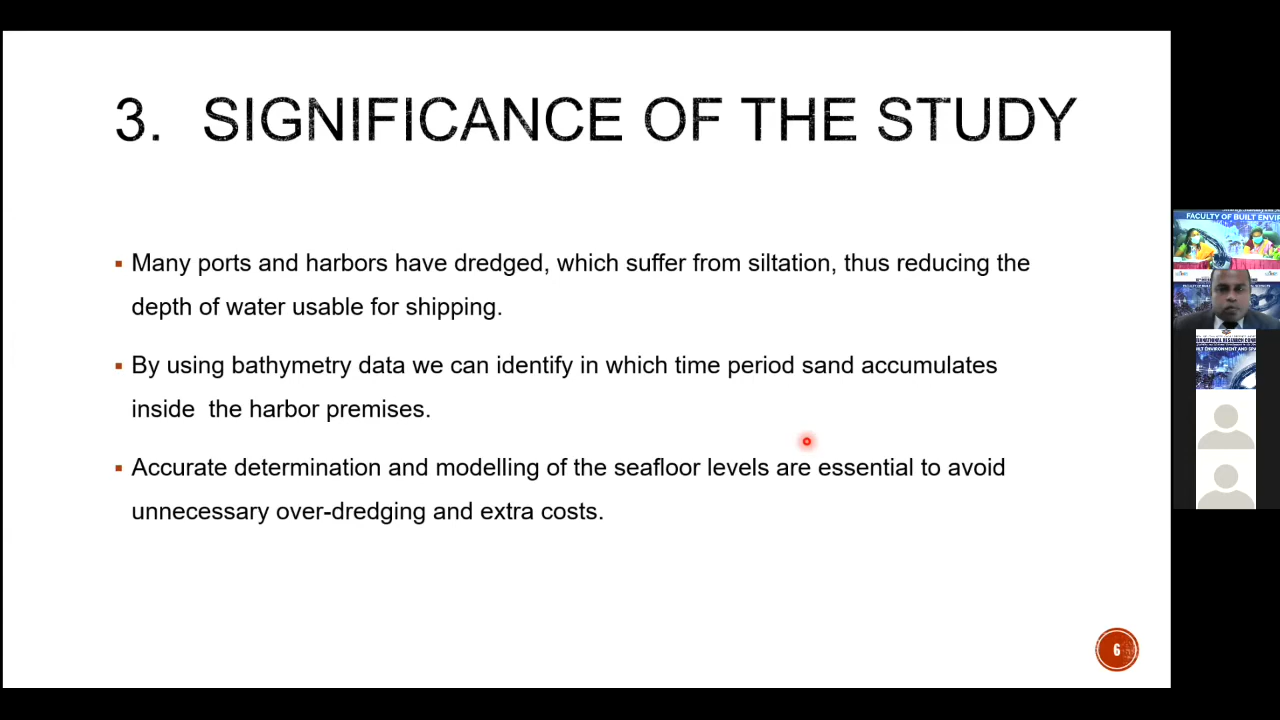 3. SIGNIFICANCE OF THE STUDY
▪ Many ports and harbors have dredged, which suffer from siltation, thus reducing the
depth of water usable for shipping.
▪ By using bathymetry data we can identify in which time period sand accumulates
inside the harbor premises.
▪ Accurate determination and modelling of the seafloor levels are essential to avoid
unnecessary over-dredging and extra costs.
6
FACULTY OF BUILT ENVI